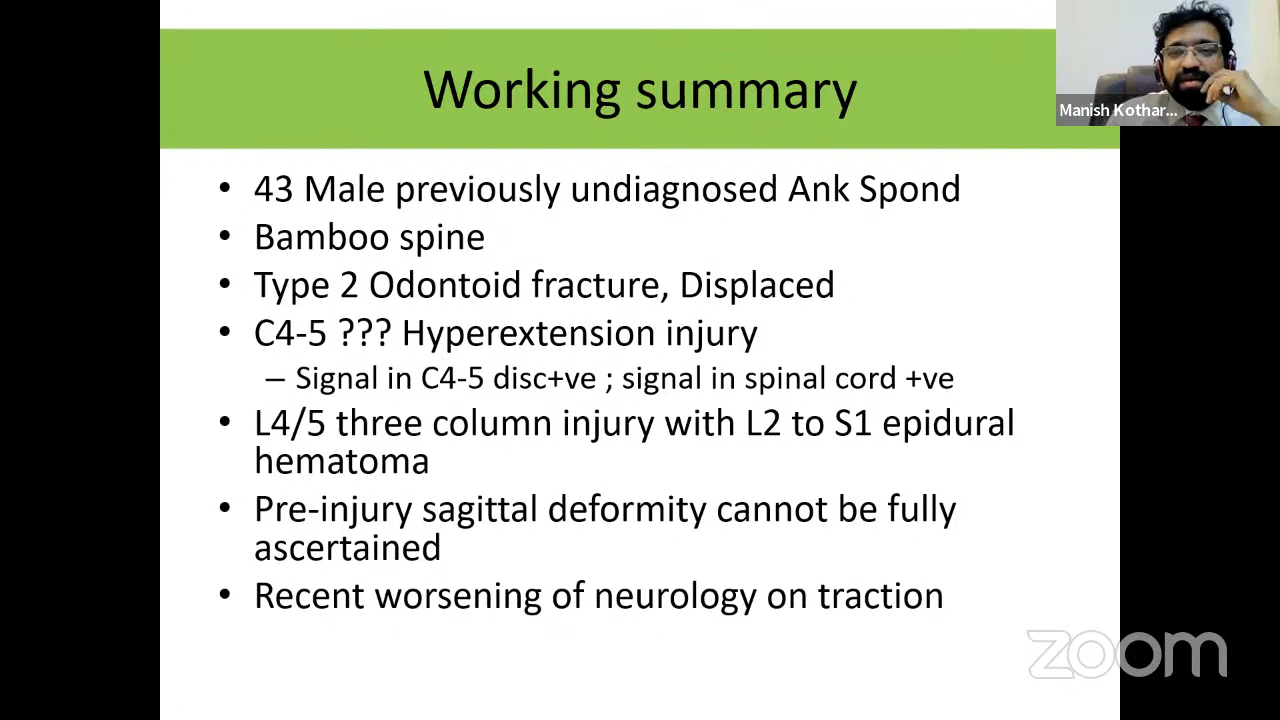 Working summary
Manish Kothar...
• 43 Male previously undiagnosed Ank Spond
• Bamboo spine
• Type 2 Odontoid fracture, Displaced
• C4-5 ??? Hyperextension injury
– Signal in C4-5 disc+ve ; signal in spinal cord +ve
• L4/5 three column injury with L2 to S1 epidural
hematoma
• Pre-injury sagittal deformity cannot be fully
ascertained
• Recent worsening of neurology on traction
zoom